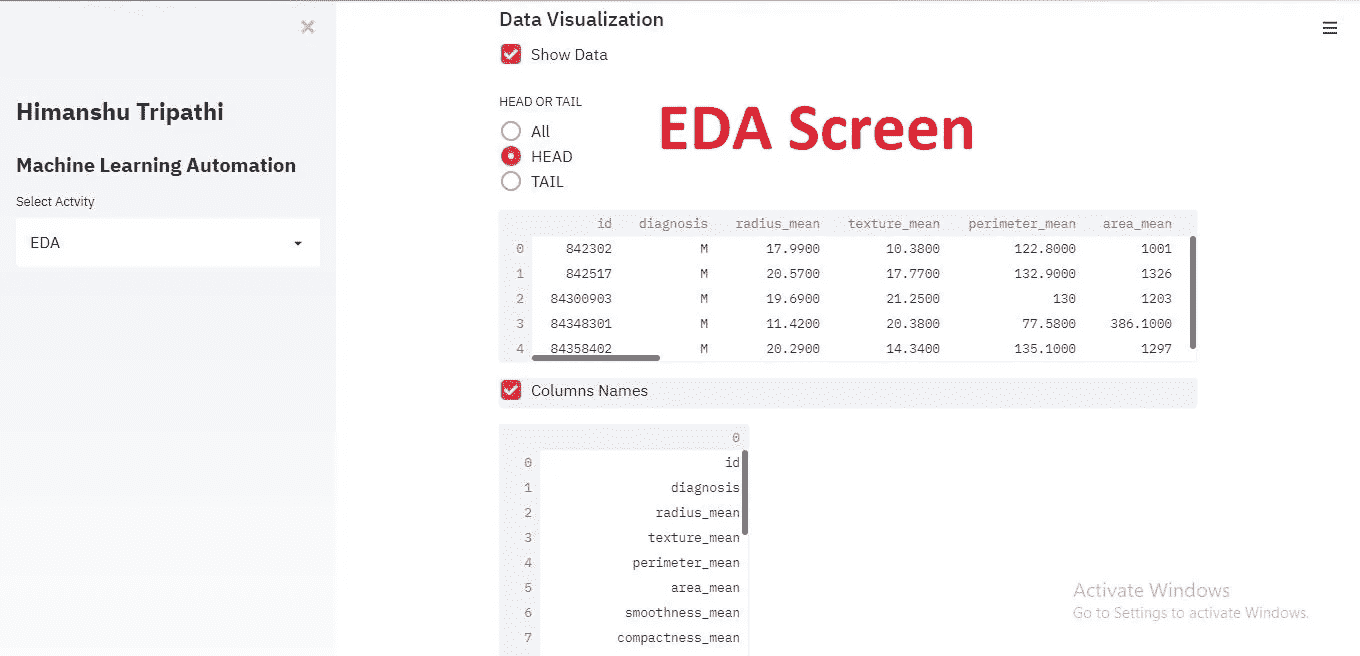 Himanshu Tripathi
Machine Learning Automation
Select Actvity
EDA
Data Visualization
Show Data
HEAD OR TAIL
All
HEAD
TAIL
EDA Screen
id diagnosis radius_mean texture_mean perimeter_mean area_mean
0 842302 M 17.9900 10.3800 122.8000 1001
1 842517 M 20.5700 17.7700 132.9000 1326
2 84300903 M 19.6900 21.2500 130 1203
3 84348301 M 11.4200 20.3800 77.5800 386.1000
4 84358402 M 20.2900 14.3400 135.1000 1297
Columns Names
0
0 id
1 diagnosis
2 radius_mean
3 texture_mean
4 perimeter_mean
5 area_mean
6 smoothness_mean
7 compactness_mean
Activate Windows
Go to Settings to activate Windows.